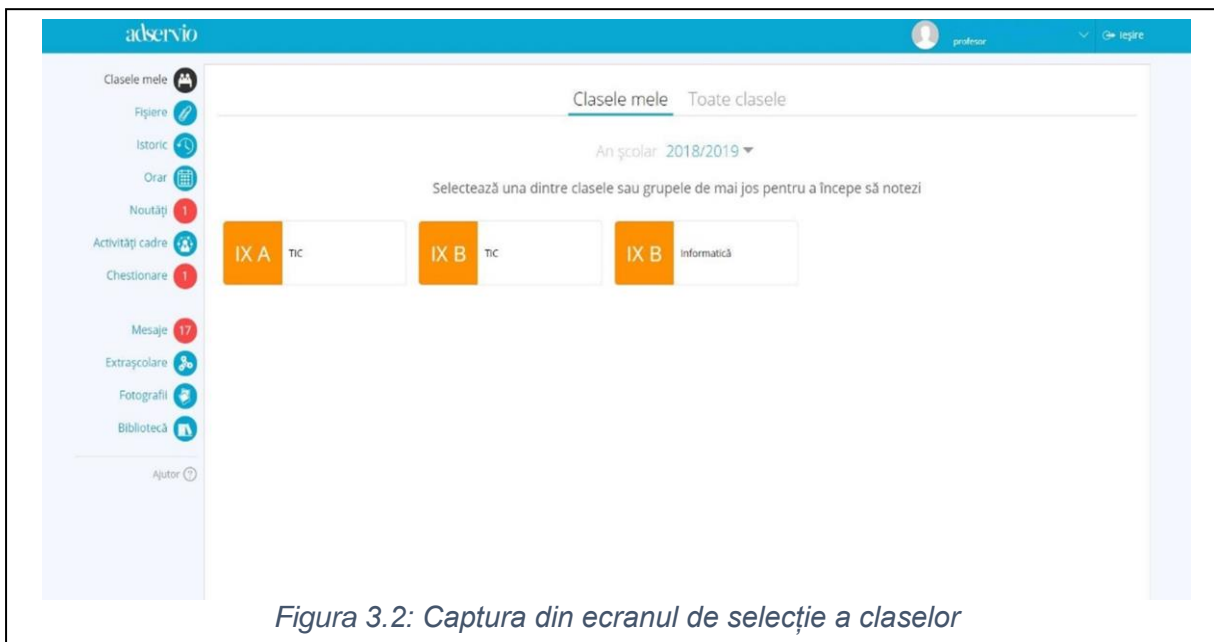 adservio
profesor
Ieșire
Clasele mele
Fișiere
Istoric
Orar
Noutăți 1
Activități cadre
Chestionare 1
Mesaje 17
Extrașcolare
Fotografii
Bibliotecă
Ajutor ?
Clasele mele Toate clasele
An școlar 2018/2019
Selectează una dintre clasele sau grupele de mai jos pentru a începe să notezi
IX A TIC IX B TIC IX B Informatică
Figura 3.2: Captura din ecranul de selecție a claselor